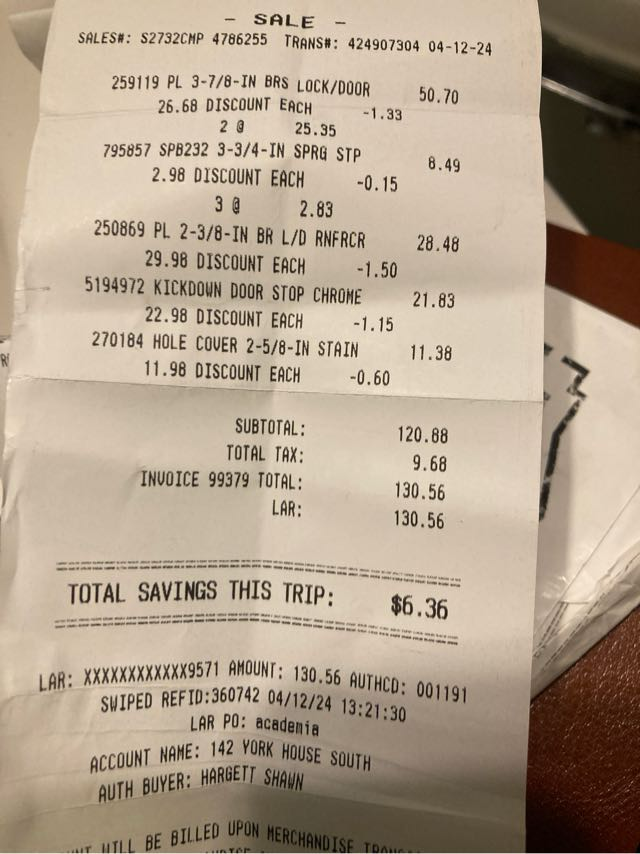 - SALE -
SALES#: S2732CMP 4786255 TRANS#: 424907304 04-12-24
259119 PL 3-7/8-IN BRS LOCK/DOOR 50.70
26.68 DISCOUNT EACH -1.33
2 @ 25.35
795857 SPB232 3-3/4-IN SPRG STP 8.49
2.98 DISCOUNT EACH -0.15
3 @ 2.83
250869 PL 2-3/8-IN BR L/D RNFRCR 28.48
29.98 DISCOUNT EACH -1.50
5194972 KICKDOWN DOOR STOP CHROME 21.83
22.98 DISCOUNT EACH -1.15
270184 HOLE COVER 2-5/8-IN STAIN 11.38
11.98 DISCOUNT EACH -0.60
SUBTOTAL: 120.88
TOTAL TAX: 9.68
INVOICE 99379 TOTAL: 130.56
LAR: 130.56
TOTAL SAVINGS THIS TRIP: $6.36
LAR: XXXXXXXXXXXX9571 AMOUNT: 130.56 AUTHCD: 001191
SWIPED REFID:360742 04/12/24 13:21:30
LAR PO: academia
ACCOUNT NAME: 142 YORK HOUSE SOUTH
AUTH BUYER: HARGETT SHAWN
WILL BE BILLED UPON MERCHANDISE